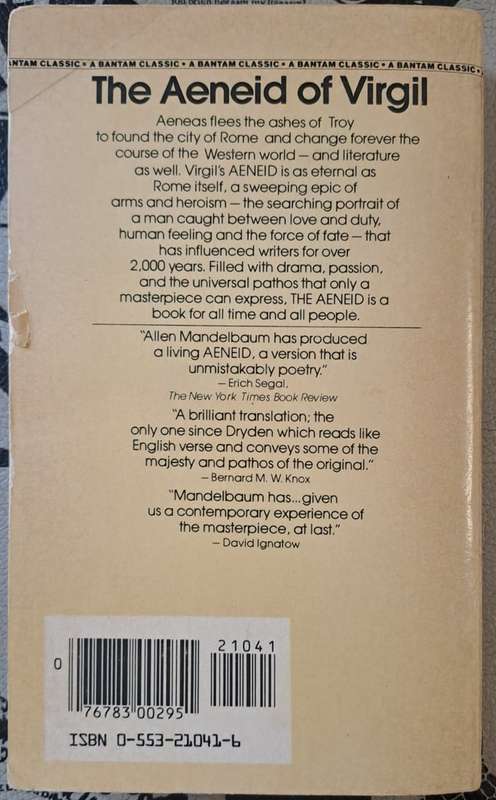 ANTAM CLASSIC • A BANTAM CLASSIC • A BANTAM CLASSIC • A BANTAM CLASSIC • A BANTAM CLASSIC •
The Aeneid of Virgil
Aeneas flees the ashes of Troy
to found the city of Rome and change forever the
course of the Western world — and literature
as well. Virgil's AENEID is as eternal as
Rome itself, a sweeping epic of
arms and heroism — the searching portrait of
a man caught between love and duty,
human feeling and the force of fate — that
has influenced writers for over
2,000 years. Filled with drama, passion,
and the universal pathos that only a
masterpiece can express, THE AENEID is a
book for all time and all people.
"Allen Mandelbaum has produced
a living AENEID, a version that is
unmistakably poetry."
— Erich Segal,
The New York Times Book Review
"A brilliant translation; the
only one since Dryden which reads like
English verse and conveys some of the
majesty and pathos of the original."
— Bernard M. W. Knox
"Mandelbaum has...given
us a contemporary experience of
the masterpiece, at last."
— David Ignatow
21041
0
76783 00295
ISBN 0-553-21041-6